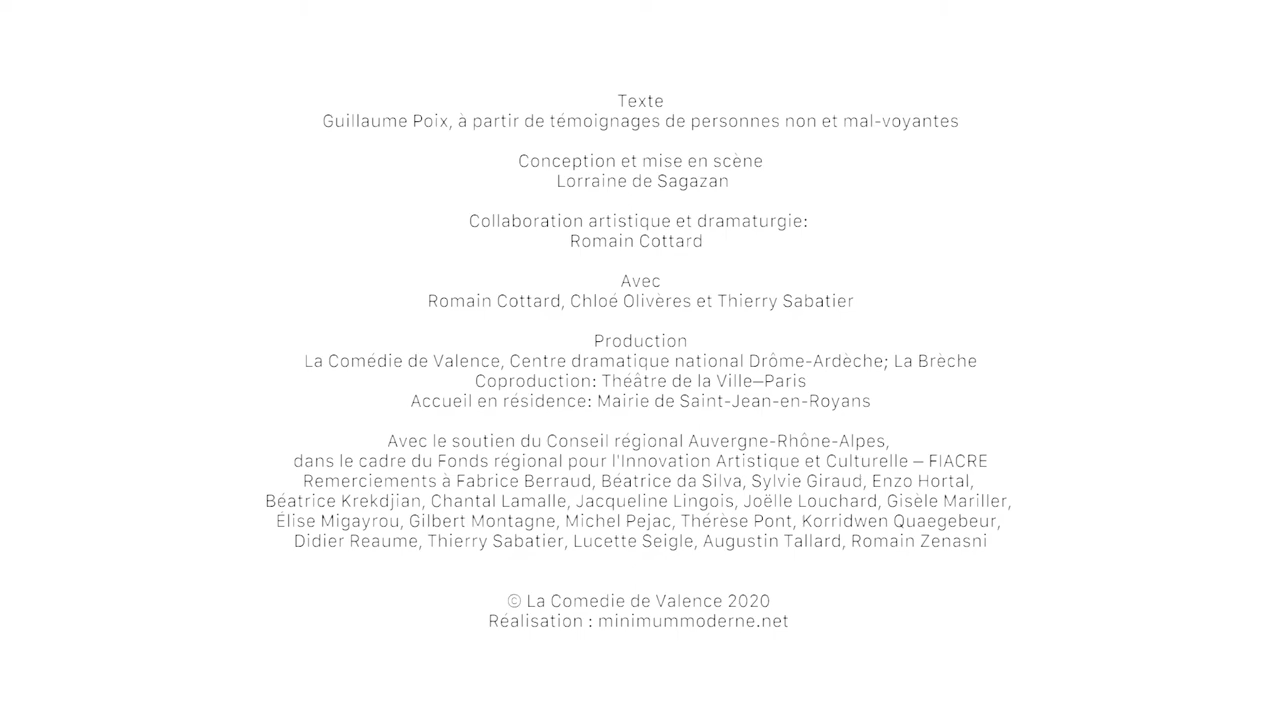 Texte
Guillaume Poix, à partir de témoignages de personnes non et mal-voyantes
Conception et mise en scène
Lorraine de Sagazan
Collaboration artistique et dramaturgie:
Romain Cottard
Avec
Romain Cottard, Chloé Olivères et Thierry Sabatier
Production
La Comédie de Valence, Centre dramatique national Drôme-Ardèche; La Brèche
Coproduction: Théâtre de la Ville–Paris
Accueil en résidence: Mairie de Saint-Jean-en-Royans
Avec le soutien du Conseil régional Auvergne-Rhône-Alpes,
dans le cadre du Fonds régional pour l'Innovation Artistique et Culturelle – FIACRE
Remerciements à Fabrice Berraud, Béatrice da Silva, Sylvie Giraud, Enzo Hortal,
Béatrice Krekdjian, Chantal Lamalle, Jacqueline Lingois, Joëlle Louchard, Gisèle Mariller,
Élise Migayrou, Gilbert Montagne, Michel Pejac, Thérèse Pont, Korridwen Quaegebeur,
Didier Reaume, Thierry Sabatier, Lucette Seigle, Augustin Tallard, Romain Zenasni
© La Comedie de Valence 2020
Réalisation : minimummoderne.net